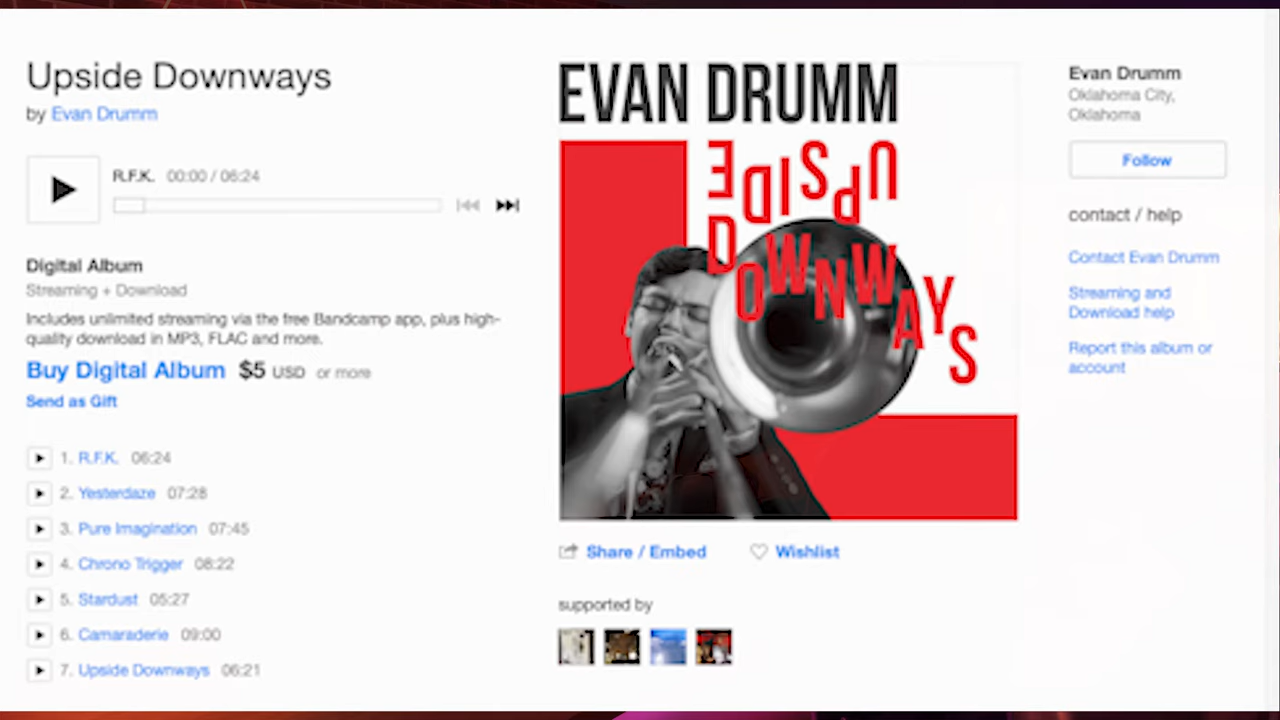 Upside Downways
by Evan Drumm
R.F.K. 00:00 / 06:24
Digital Album
Streaming + Download
Includes unlimited streaming via the free Bandcamp app, plus high-
quality download in MP3, FLAC and more.
Buy Digital Album $5 USD or more
Send as Gift
1. R.F.K. 06:24
2. Yesterdaze 07:28
3. Pure Imagination 07:45
4. Chrono Trigger 08:22
5. Stardust 05:27
6. Camaraderie 09:00
7. Upside Downways 06:21
EVAN DRUMM
UPSIDE
DOWNWAYS
Share / Embed
Wishlist
supported by
Evan Drumm
Oklahoma City,
Oklahoma
Follow
contact / help
Contact Evan Drumm
Streaming and
Download help
Report this album or
account